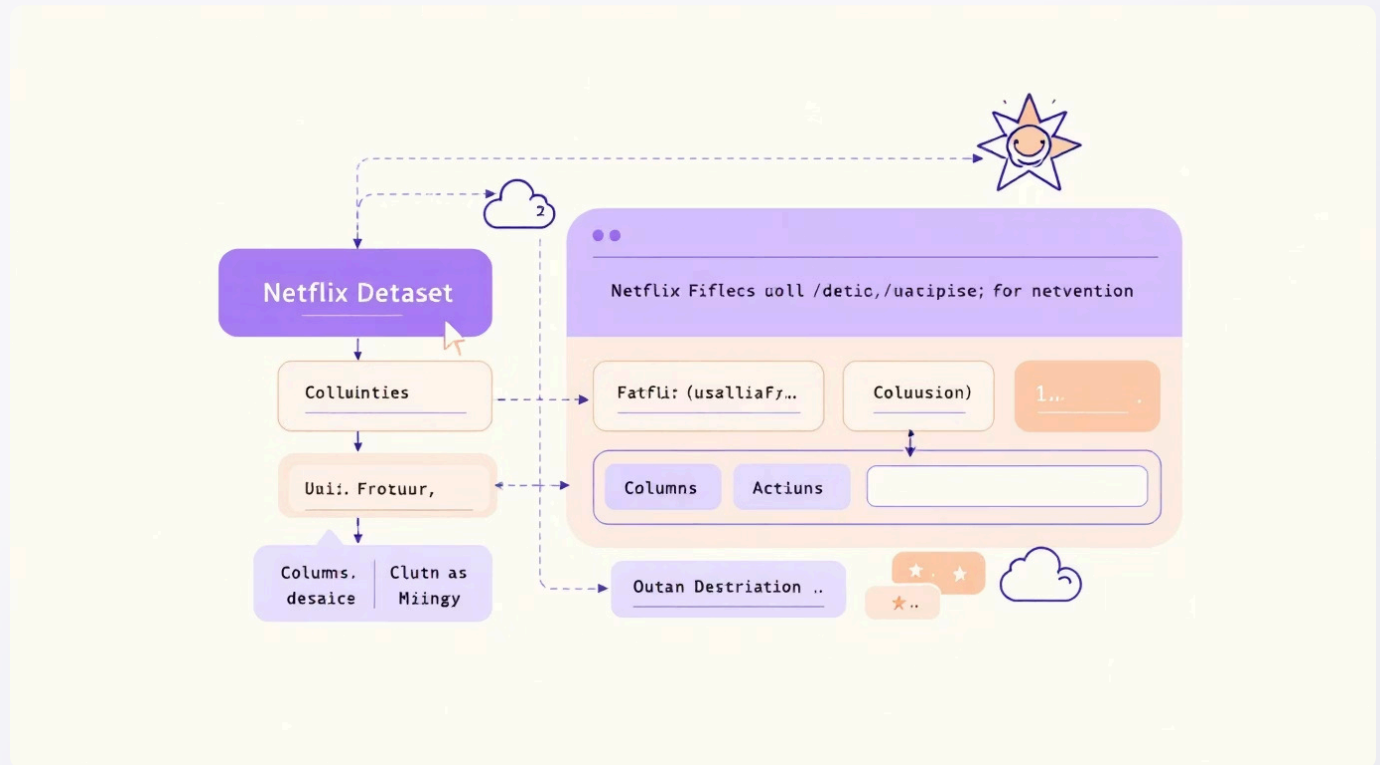 2
Netflix Detaset
Netflix Fiflecs uoll /detic,/uacipise; for netvention
Colluinties
Fatfli: (usalliaFy...
Coluusion)
1...
Uii:. Frotuur,
Columns
Actiuns
Colums.
desaice
Clutn as
Miingy
Outan Destriation ..